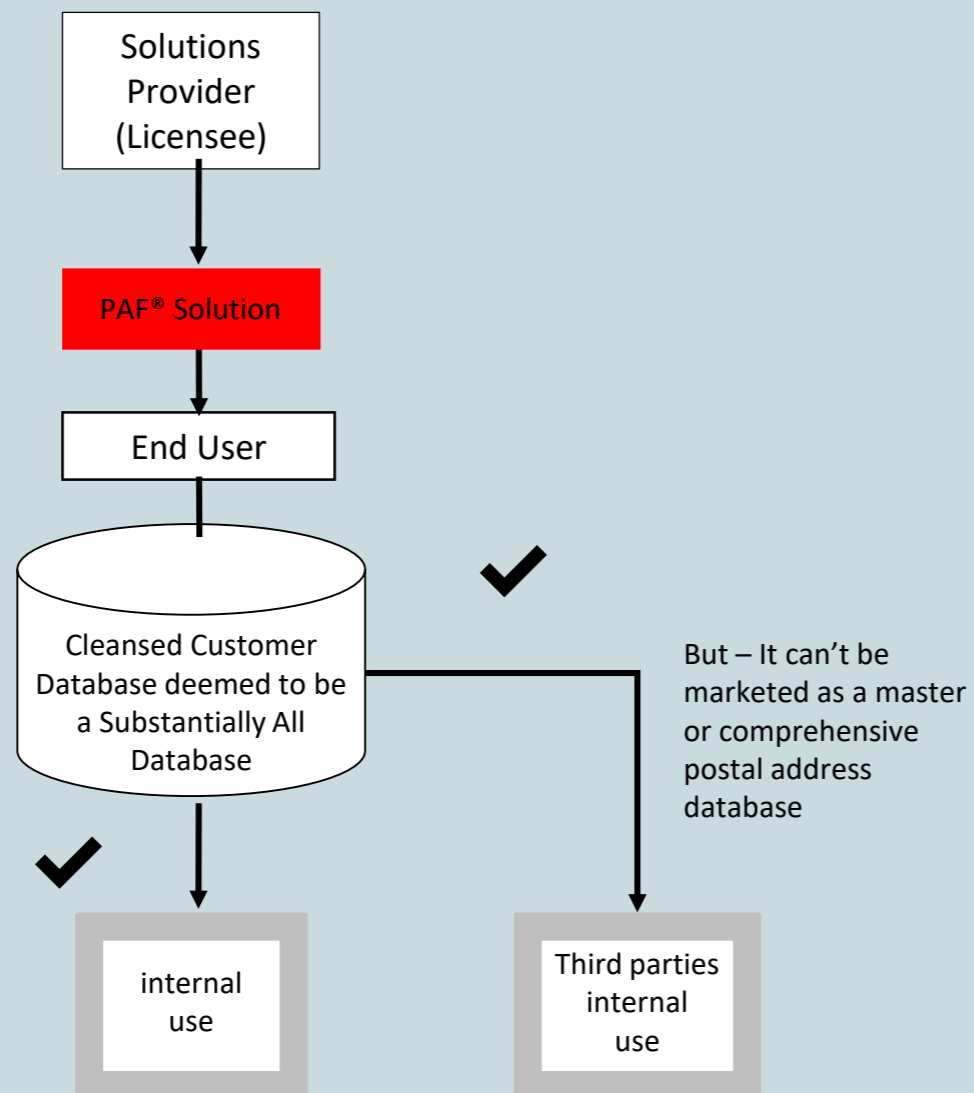 Solutions
Provider
(Licensee)
PAF® Solution
End User
Cleansed Customer
Database deemed to be
a Substantially All
Database
But – It can’t be
marketed as a master
or comprehensive
postal address
database
internal
use
Third parties
internal
use